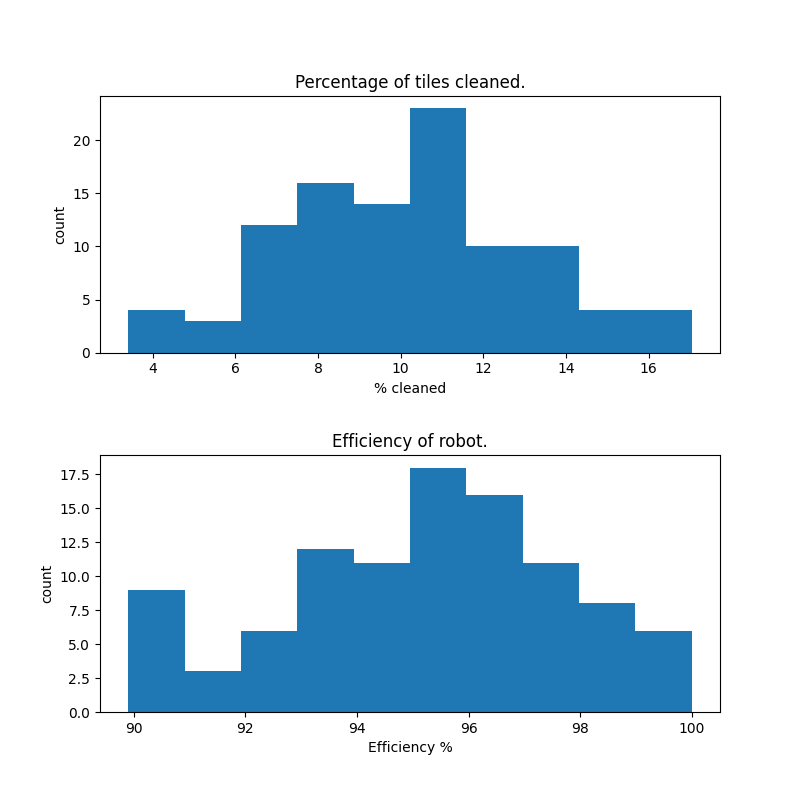 Percentage of tiles cleaned.
20
15
10
5
0
count
4 6 8 10 12 14 16
% cleaned
Efficiency of robot.
17.5
15.0
12.5
10.0
7.5
5.0
2.5
0.0
count
90 92 94 96 98 100
Efficiency %